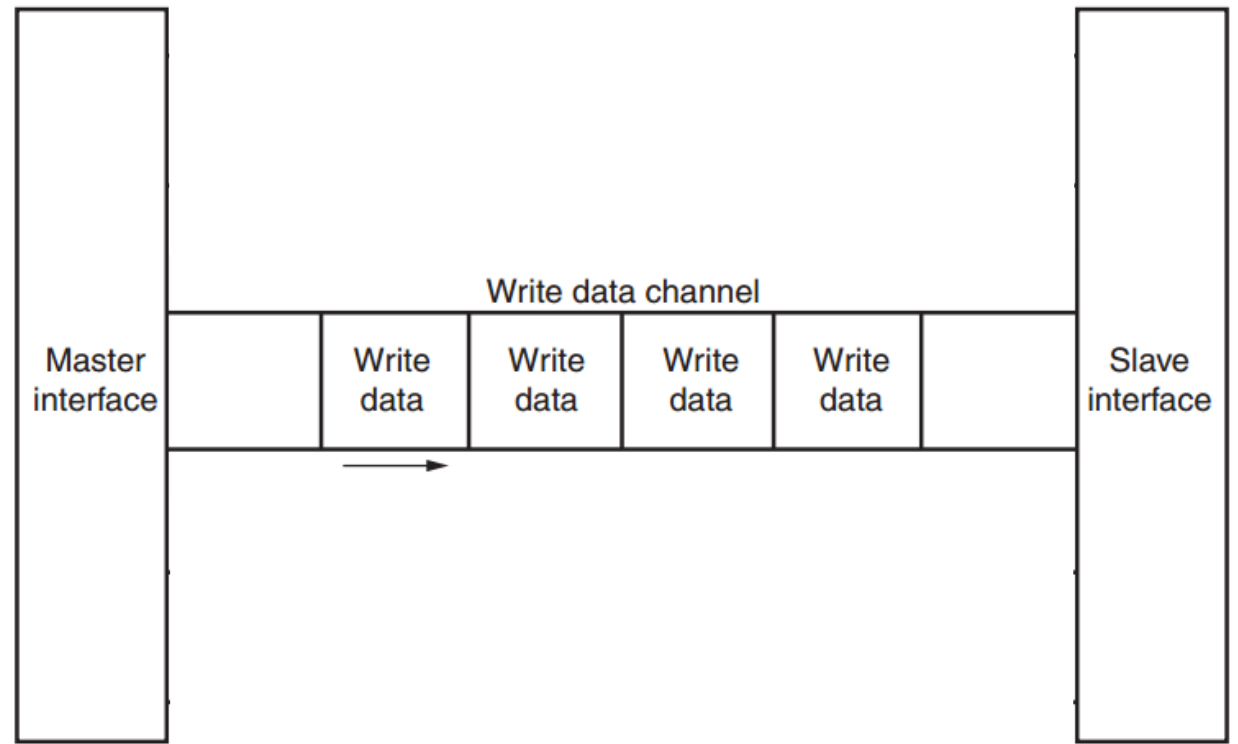 Write data channel
Master
interface
Write
data
Write
data
Write
data
Write
data
Slave
interface